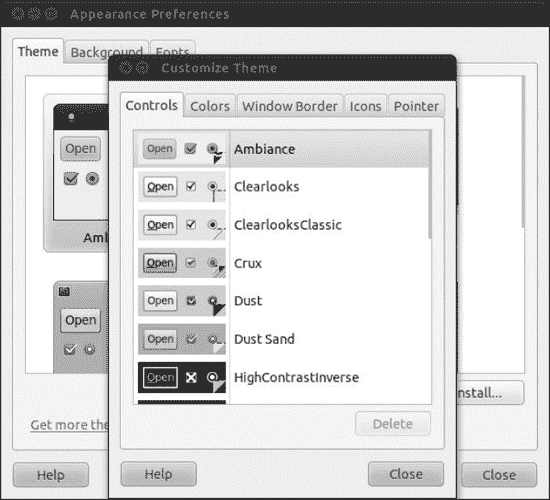 Appearance Preferences
Theme Background Fonts
Customize Theme
Controls Colors Window Border Icons Pointer
Open
Open Ambiance
Open Clearlooks
Open ClearlooksClassic
Open Crux
Open Dust
Open Dust Sand
Open HighContrastInverse
Amb
Open
nstall...
Delete
Get more the
Help Close
Help Close